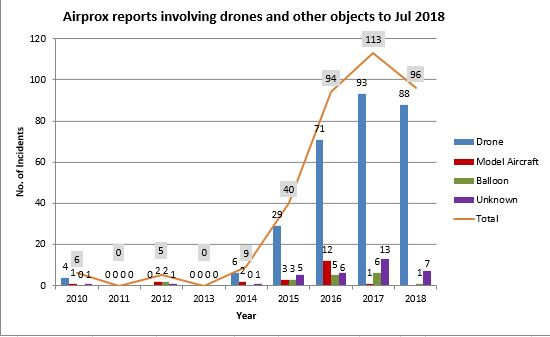 Airprox reports involving drones and other objects to Jul 2018
120
100
80
60
40
20
0
No. of Incidents
4 1 0 1 6
0 0 0 0 0
0 2 2 1 5
0 0 0 0 0
6 2 0 1 9
29 3 3 5 40
71 12 5 6 94
93 1 6 13 113
88 1 7 96
2010 2011 2012 2013 2014 2015 2016 2017 2018
Year
Drone
Model Aircraft
Balloon
Unknown
Total